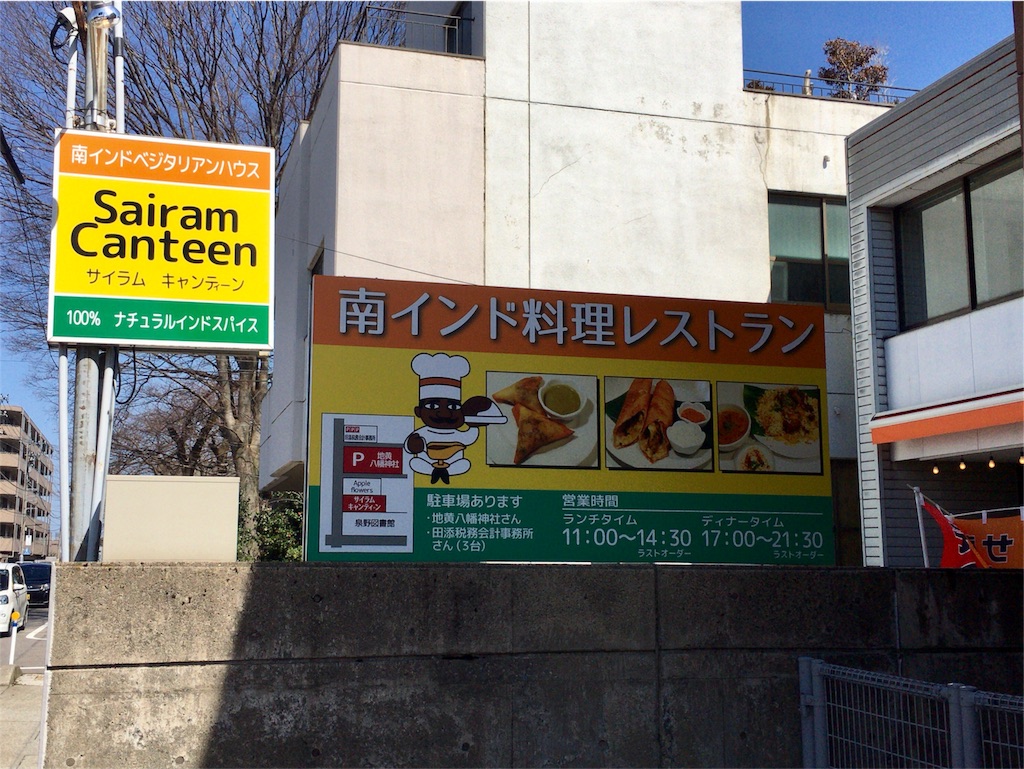 南インドベジタリアンハウス
Sairam
Canteen
サイラム キャンディーン
100% ナチュラルインドスパイス
南インド料理レストラン
P 地黄
八幡神社
Apple
flowers
サイラム
キャンディーン
泉野図書館
駐車場あります
・地黄八幡神社さん
・田添税務会計事務所
さん(3台)
営業時間
ランチタイム
11:00〜14:30
ラストオーダー
ディナータイム
17:00〜21:30
ラストオーダー
あせ